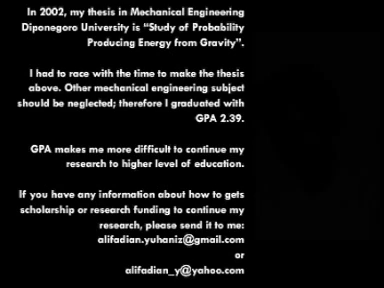 In 2002, my thesis in Mechanical Engineering
Diponegoro University is “Study of Probability
Producing Energy from Gravity”.
I had to race with the time to make the thesis
above. Other mechanical engineering subject
should be neglected; therefore I graduated with
GPA 2.39.
GPA makes me more difficult to continue my
research to higher level of education.
If you have any information about how to gets
scholarship or research funding to continue my
research, please send it to me:
alifadian.yuhaniz@gmail.com
or
alifadian_y@yahoo.com